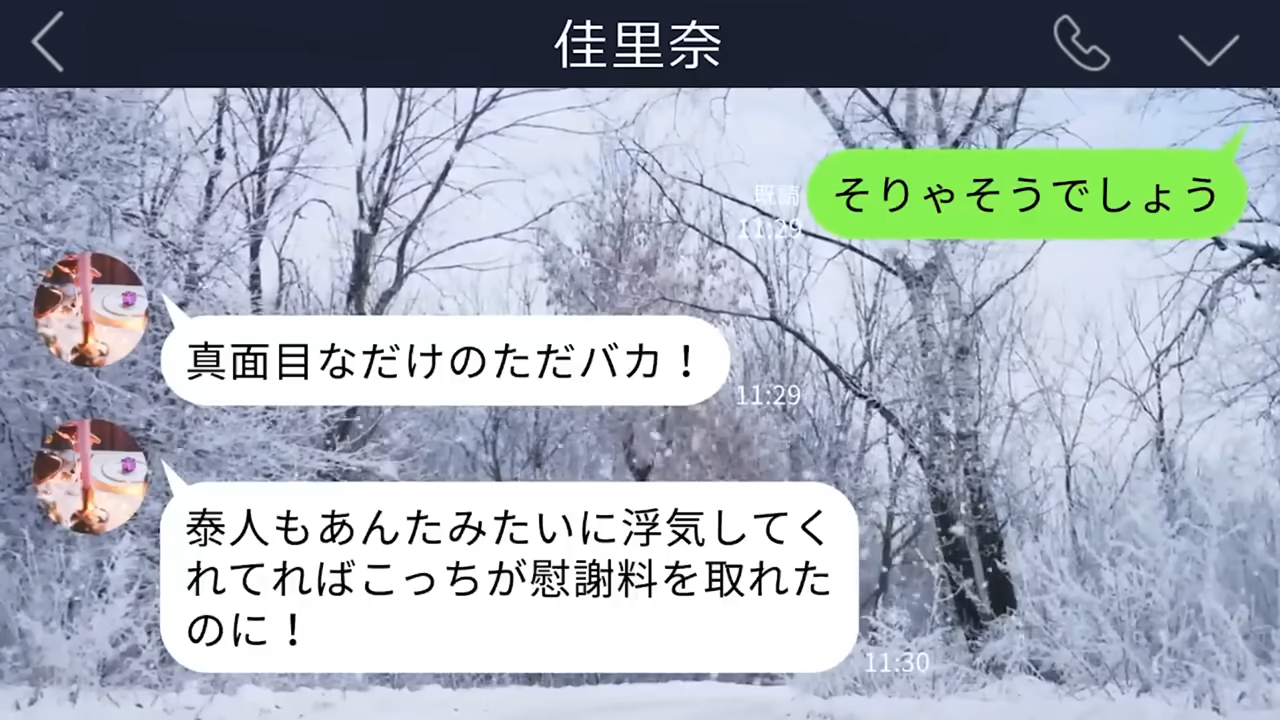 佳里奈
そりゃそうでしょう
既読
11:29
真面目なだけのただバカ！
11:29
泰人もあんたみたいに浮気してく
れてればこっちが慰謝料を取れた
のに！
11:30